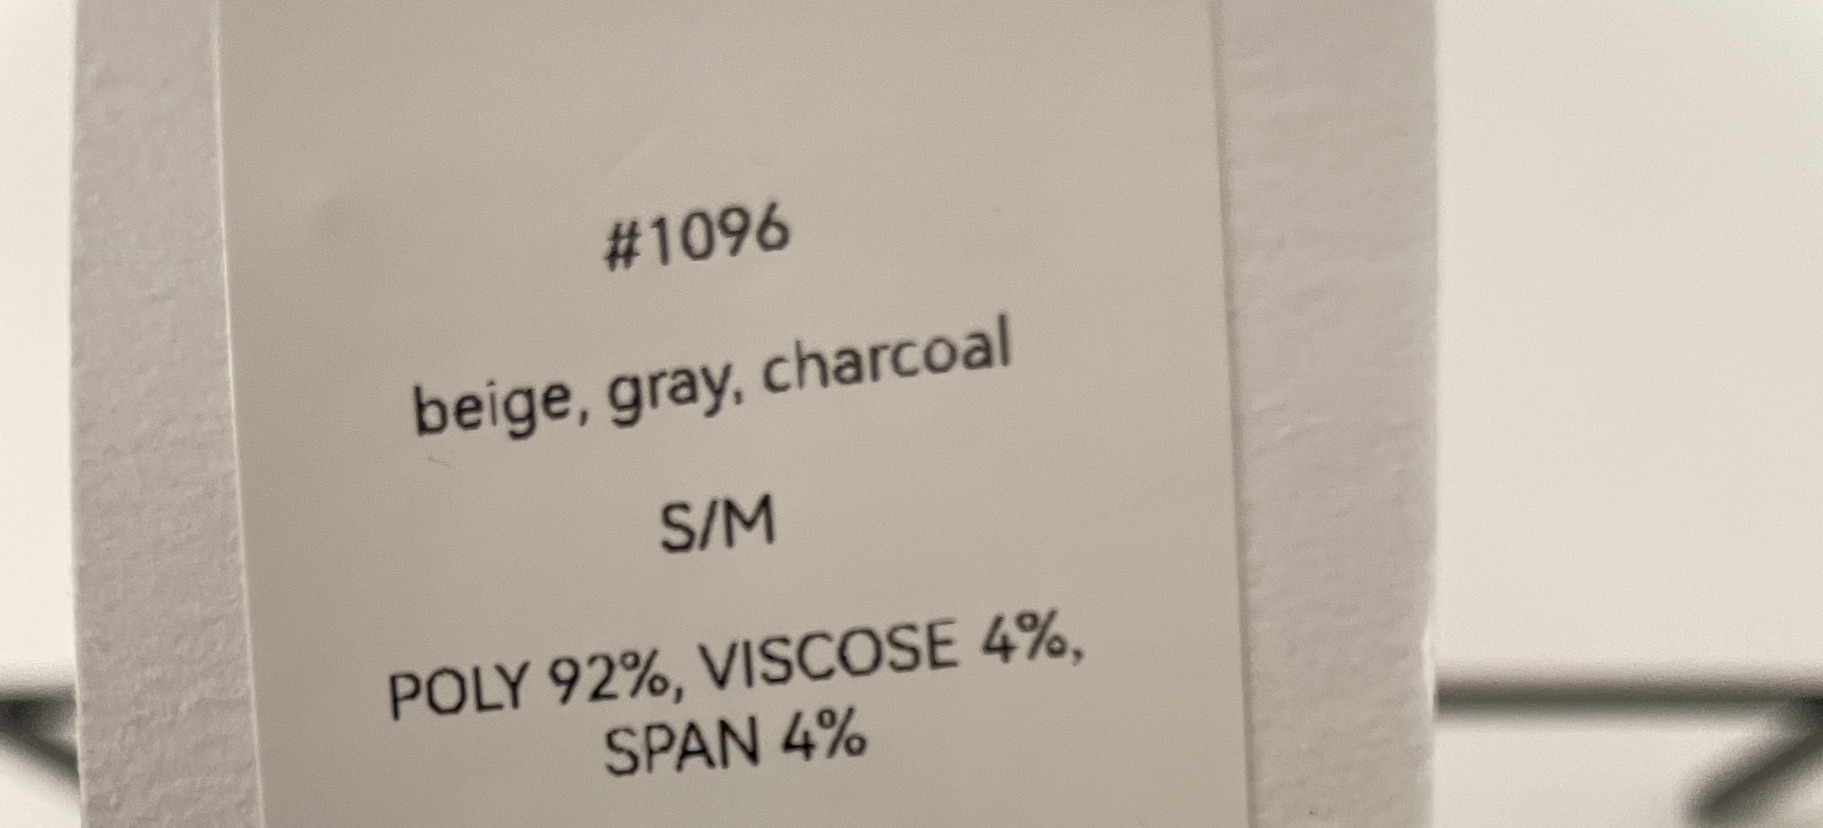 #1096
beige, gray, charcoal
S/M
POLY 92%, VISCOSE 4%,
SPAN 4%